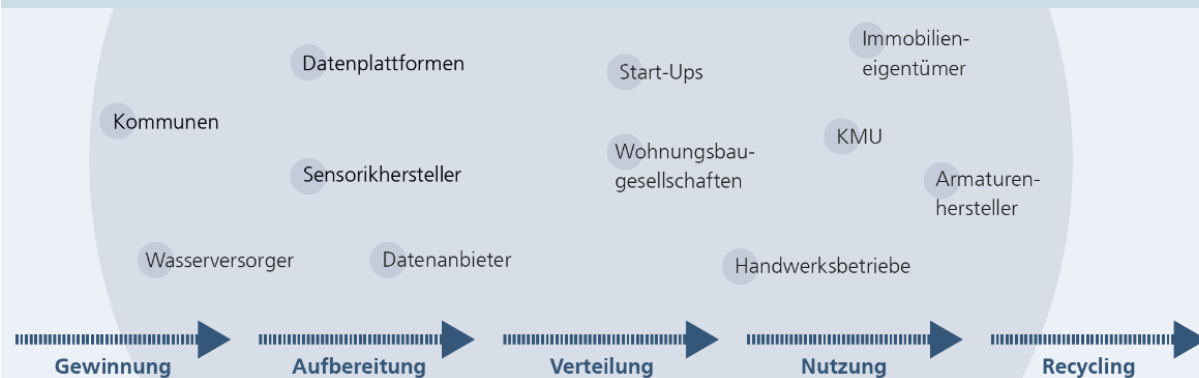 Immobilien-
eigentümer
Datenplattformen
Start-Ups
Kommunen
KMU
Wohnungsbau-
gesellschaften
Sensorikhersteller
Armaturen-
hersteller
Wasserversorger
Datenanbieter
Handwerksbetriebe
Gewinnung
Aufbereitung
Verteilung
Nutzung
Recycling